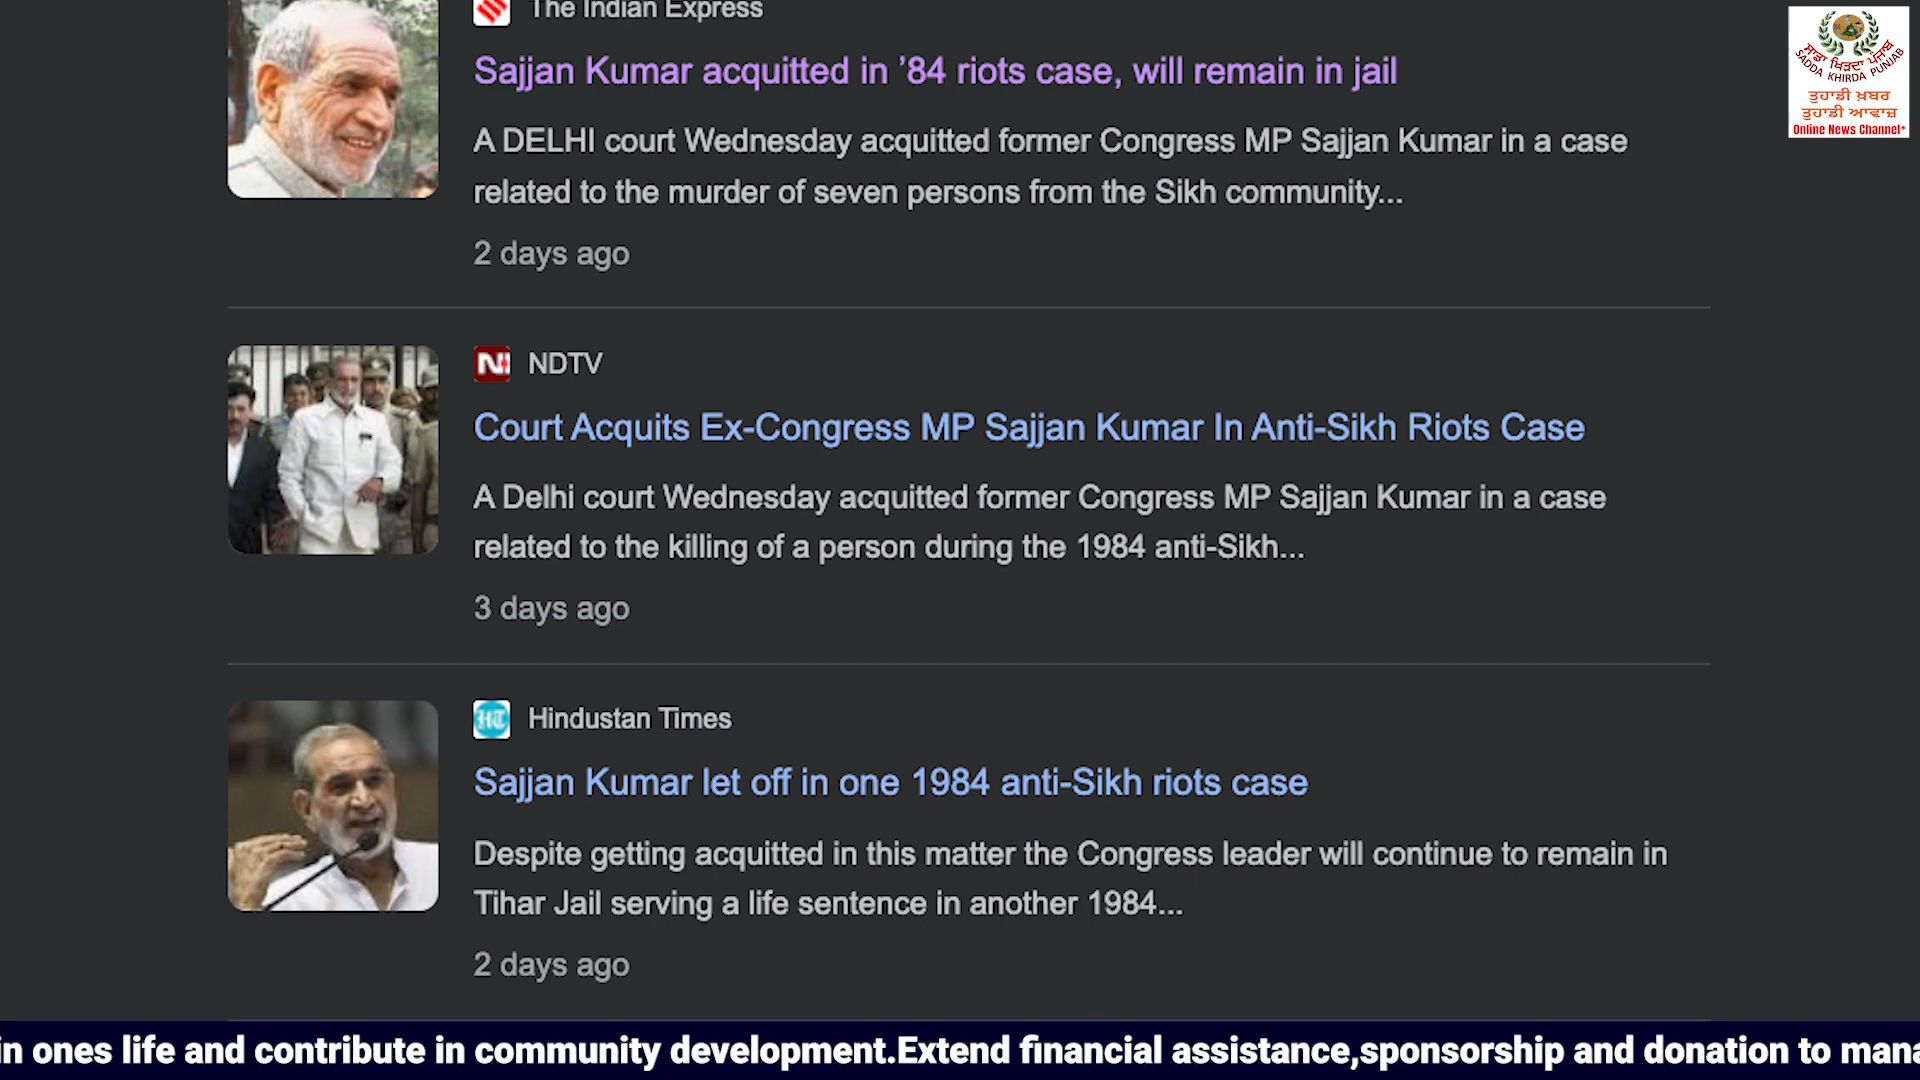 The Indian Express
Sajjan Kumar acquitted in ’84 riots case, will remain in jail
A DELHI court Wednesday acquitted former Congress MP Sajjan Kumar in a case
related to the murder of seven persons from the Sikh community...
2 days ago
NDTV
Court Acquits Ex-Congress MP Sajjan Kumar In Anti-Sikh Riots Case
A Delhi court Wednesday acquitted former Congress MP Sajjan Kumar in a case
related to the killing of a person during the 1984 anti-Sikh...
3 days ago
HT Hindustan Times
Sajjan Kumar let off in one 1984 anti-Sikh riots case
Despite getting acquitted in this matter the Congress leader will continue to remain in
Tihar Jail serving a life sentence in another 1984...
2 days ago
ਸਾਡਾ ਖਿੜਦਾ ਪੰਜਾਬ
SADDA KHIRDA PUNJAB
ਤੁਹਾਡੀ ਖ਼ਬਰ
ਤੁਹਾਡੀ ਆਵਾਜ਼
Online News Channel*
in ones life and contribute in community development.Extend financial assistance,sponsorship and donation to mana